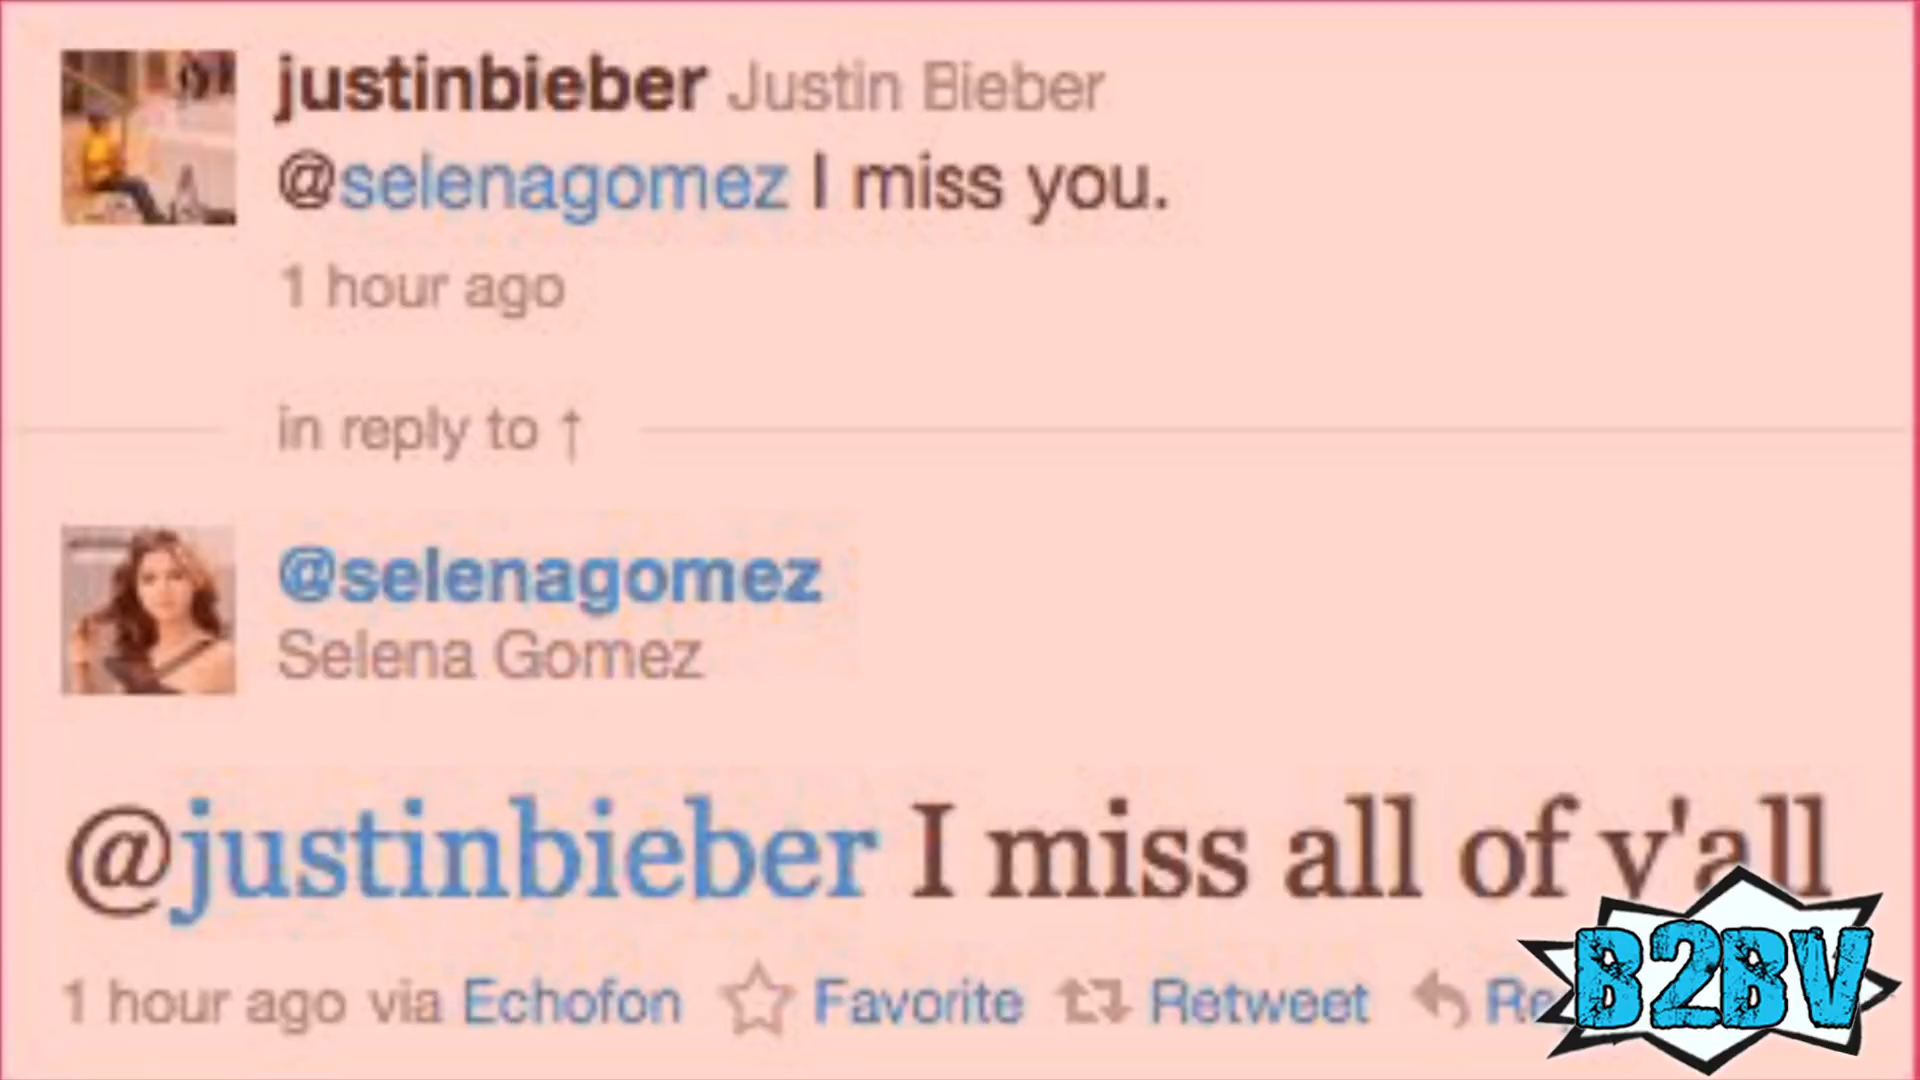 justinbieber Justin Bieber
@selenagomez I miss you.
1 hour ago
in reply to ↑
@selenagomez
Selena Gomez
@justinbieber I miss all of y'all
1 hour ago via Echofon Favorite Retweet
B2BV